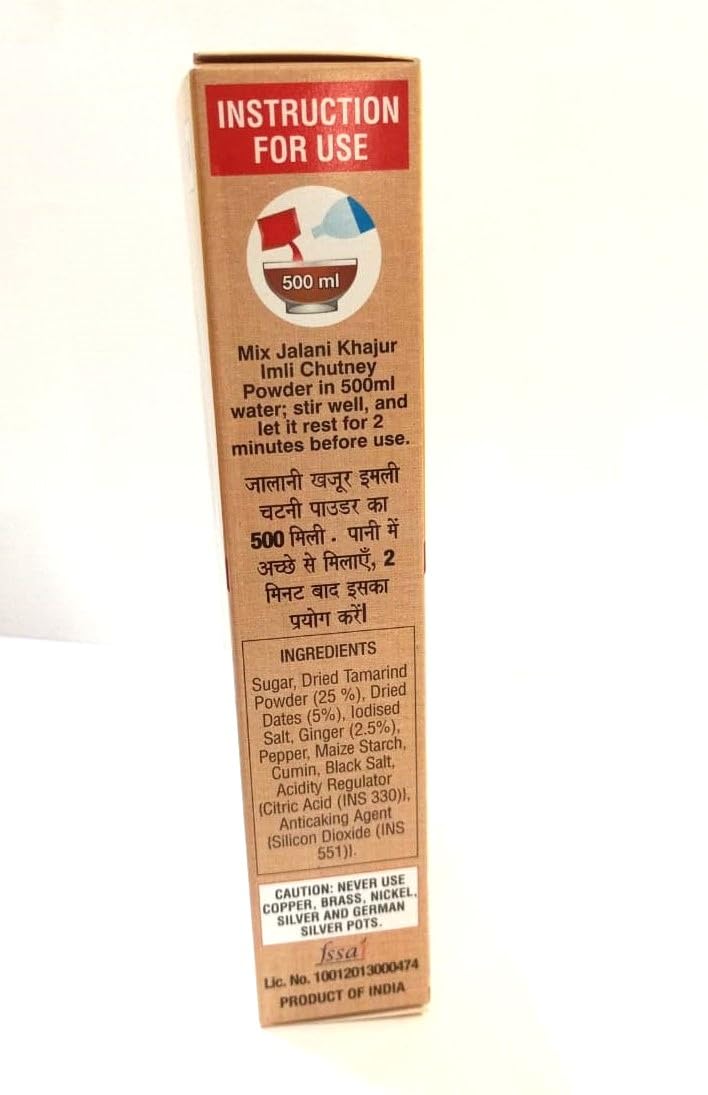 INSTRUCTION
FOR USE
500 ml
Mix Jalani Khajur
Imli Chutney
Powder in 500ml
water; stir well, and
let it rest for 2
minutes before use.
जालानी खजूर इमली
चटनी पाउडर का
500 मिली . पानी में
अच्छे से मिलाएँ, 2
मिनट बाद इसका
प्रयोग करें|
INGREDIENTS
Sugar, Dried Tamarind
Powder (25 %), Dried
Dates (5%), Iodised
Salt, Ginger (2.5%),
Pepper, Maize Starch,
Cumin, Black Salt,
Acidity Regulator
{Citric Acid (INS 330)},
Anticaking Agent
{Silicon Dioxide (INS
551)}.
CAUTION: NEVER USE
COPPER, BRASS, NICKEL,
SILVER AND GERMAN
SILVER POTS.
fssai
Lic. No. 10012013000474
PRODUCT OF INDIA